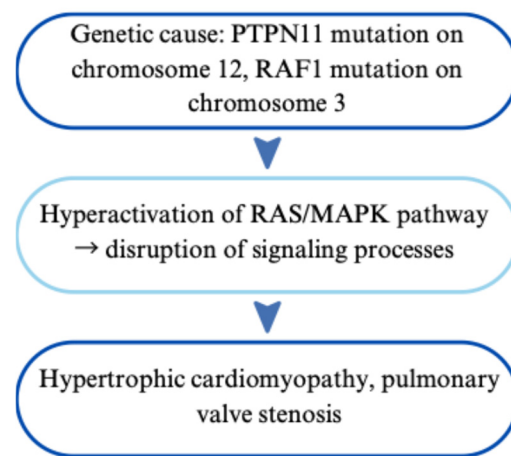 Genetic cause: PTPN11 mutation on
chromosome 12, RAF1 mutation on
chromosome 3
Hyperactivation of RAS/MAPK pathway
→ disruption of signaling processes
Hypertrophic cardiomyopathy, pulmonary
valve stenosis